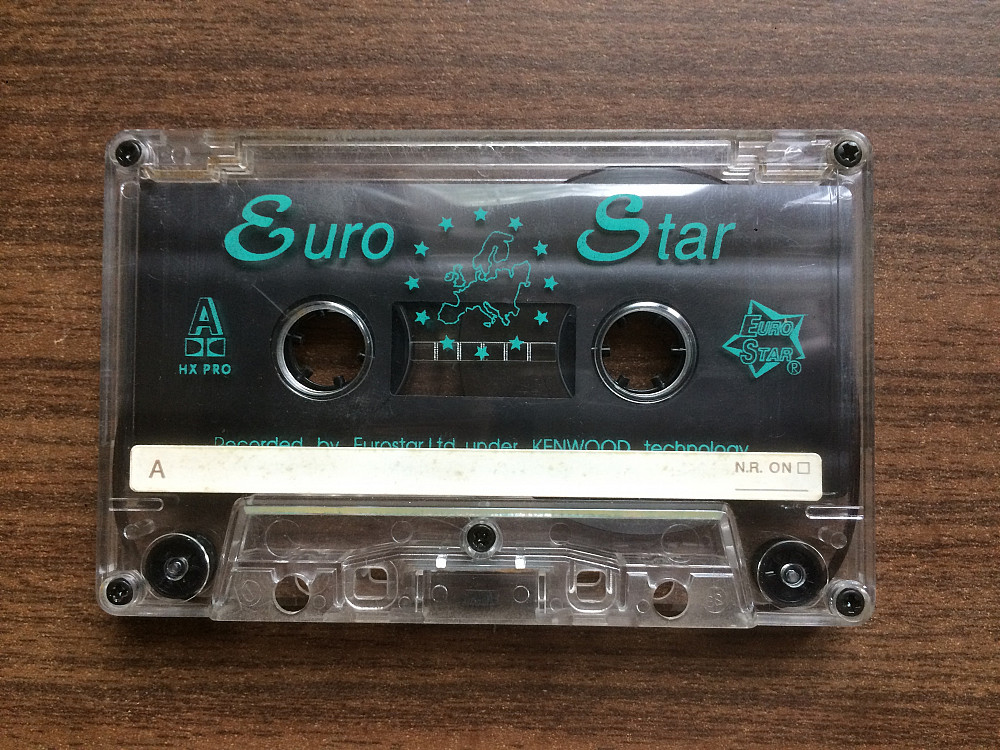 Euro Star
A
HX PRO
EURO
STAR®
Recorded by Eurostar Ltd under KENWOOD technology
A
N.R. ON